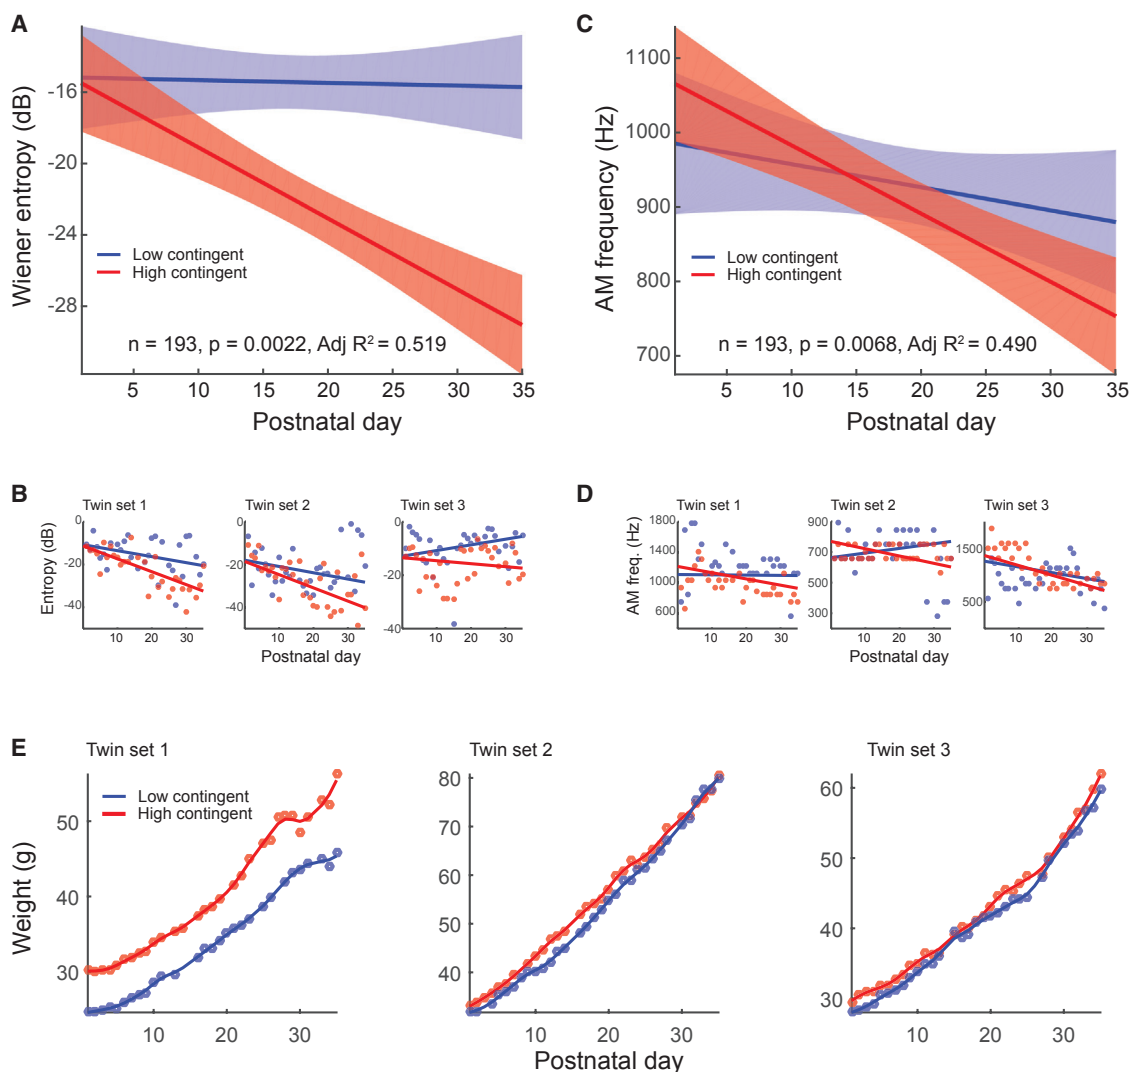 A
Wiener entropy (dB)
-16
-20
-24
-28
Low contingent
High contingent
n = 193, p = 0.0022, Adj R² = 0.519
5 10 15 20 25 30 35
Postnatal day
C
AM frequency (Hz)
1100
1000
900
800
700
Low contingent
High contingent
n = 193, p = 0.0068, Adj R² = 0.490
5 10 15 20 25 30 35
Postnatal day
B
Entropy (dB)
Twin set 1
0
-20
-40
10 20 30
Twin set 2
0
-20
-40
10 20 30
Twin set 3
0
-20
-40
10 20 30
Postnatal day
D
AM freq. (Hz)
Twin set 1
1800
1400
1000
600
10 20 30
Twin set 2
900
700
500
300
10 20 30
Twin set 3
1500
500
10 20 30
Postnatal day
E
Weight (g)
Twin set 1
Low contingent
High contingent
50
40
30
10 20 30
Twin set 2
80
70
60
50
40
10 20 30
Twin set 3
60
50
40
30
10 20 30
Postnatal day